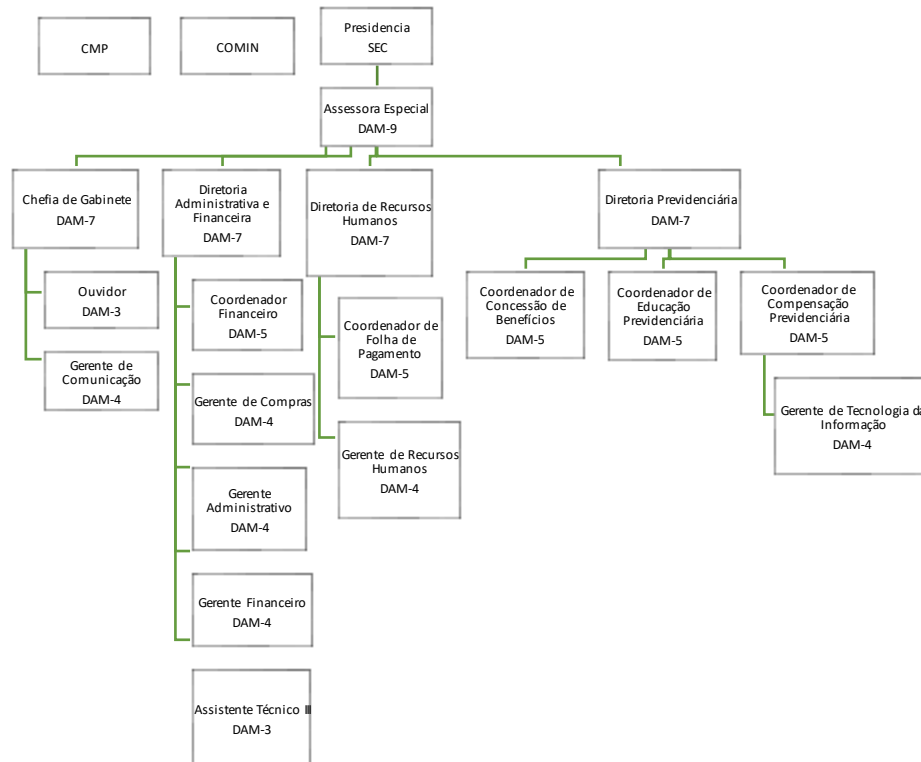 CMP
COMIN
Presidencia
SEC
Assessora Especial
DAM-9
Chefia de Gabinete
DAM-7
Diretoria
Administrativa e
Financeira
DAM-7
Diretoria de Recursos
Humanos
DAM-7
Diretoria Previdenciária
DAM-7
Ouvidor
DAM-3
Gerente de
Comunicação
DAM-4
Coordenador
Financeiro
DAM-5
Gerente de Compras
DAM-4
Gerente
Administrativo
DAM-4
Gerente Financeiro
DAM-4
Assistente Técnico III
DAM-3
Coordenador de
Folha de
Pagamento
DAM-5
Gerente de Recursos
Humanos
DAM-4
Coordenador de
Concessão de
Benefícios
DAM-5
Coordenador de
Educação
Previdenciária
DAM-5
Coordenador de
Compensação
Previdenciária
DAM-5
Gerente de Tecnologia da
Informação
DAM-4